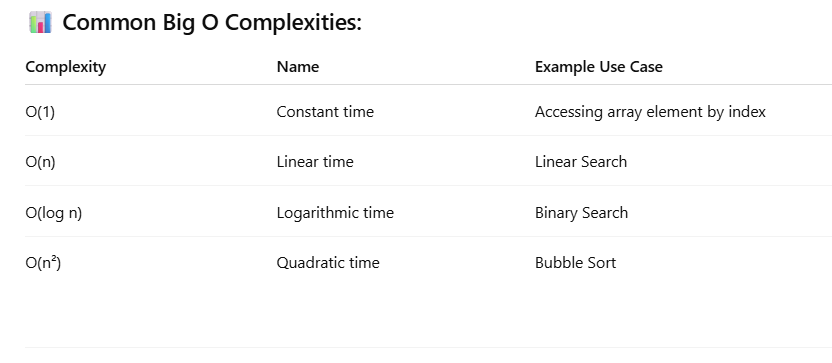 📊 Common Big O Complexities:
Complexity Name Example Use Case
O(1) Constant time Accessing array element by index
O(n) Linear time Linear Search
O(log n) Logarithmic time Binary Search
O(n²) Quadratic time Bubble Sort